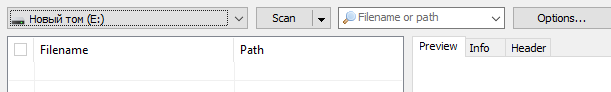 Новый том (E:) Scan Filename or path Options...
Filename Path Preview Info Header